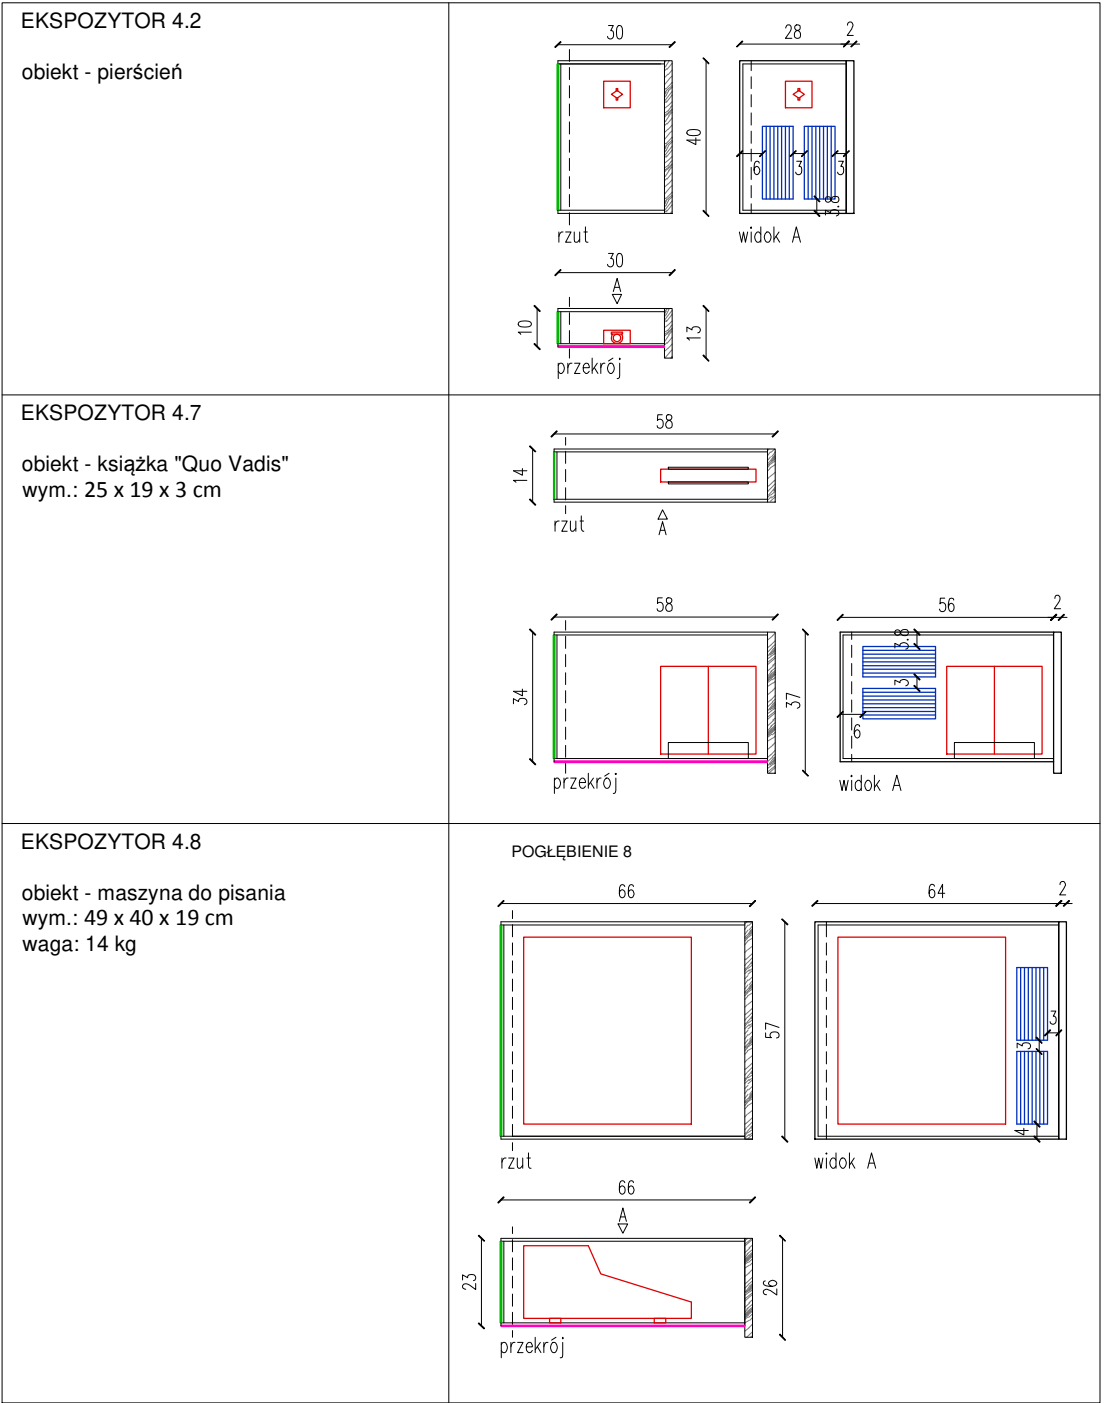 EKSPOZYTOR 4.2
obiekt - pierścień
30
28
2
40
6
3
3
3.8
rzut
widok A
30
A
10
13
przekrój
EKSPOZYTOR 4.7
obiekt - książka "Quo Vadis"
wym.: 25 x 19 x 3 cm
58
14
rzut
A
58
56
2
34
37
3.8
3
6
przekrój
widok A
EKSPOZYTOR 4.8
obiekt - maszyna do pisania
wym.: 49 x 40 x 19 cm
waga: 14 kg
POGŁĘBIENIE 8
66
64
2
57
3
3
4
rzut
widok A
66
A
23
26
przekrój